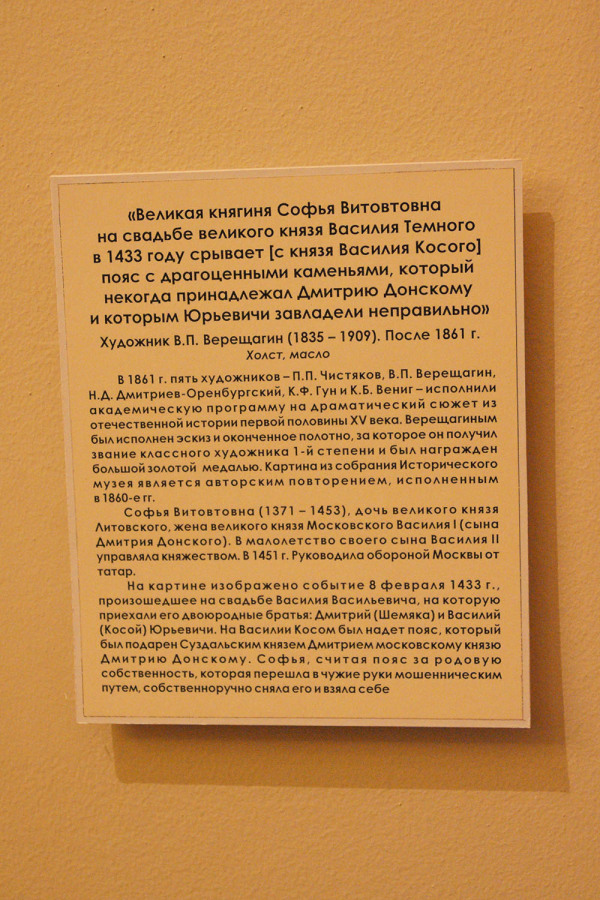 «Великая княгиня Софья Витовтовна
на свадьбе великого князя Василия Темного
в 1433 году срывает [с князя Василия Косого]
пояс с драгоценными каменьями, который
некогда принадлежал Дмитрию Донскому
и которым Юрьевичи завладели неправильно»
Художник В.П. Верещагин (1835 – 1909). После 1861 г.
Холст, масло
В 1861 г. пять художников – П.П. Чистяков, В.П. Верещагин,
Н.Д. Дмитриев-Оренбургский, К.Ф. Гун и К.Б. Вениг – исполнили
академическую программу на драматический сюжет из
отечественной истории первой половины XV века. Верещагиным
был исполнен эскиз и оконченное полотно, за которое он получил
звание классного художника 1-й степени и был награжден
большой золотой медалью. Картина из собрания Исторического
музея является авторским повторением, исполненным
в 1860-е гг.
Софья Витовтовна (1371 – 1453), дочь великого князя
Литовского, жена великого князя Московского Василия I (сына
Дмитрия Донского). В малолетство своего сына Василия II
управляла княжеством. В 1451 г. Руководила обороной Москвы от
татар.
На картине изображено событие 8 февраля 1433 г.,
произошедшее на свадьбе Василия Васильевича, на которую
приехали его двоюродные братья: Дмитрий (Шемяка) и Василий
(Косой) Юрьевичи. На Василии Косом был надет пояс, который
был подарен Суздальским князем Дмитрием московскому князю
Дмитрию Донскому. Софья, считая пояс за родовую
собственность, которая перешла в чужие руки мошенническим
путем, собственноручно сняла его и взяла себе